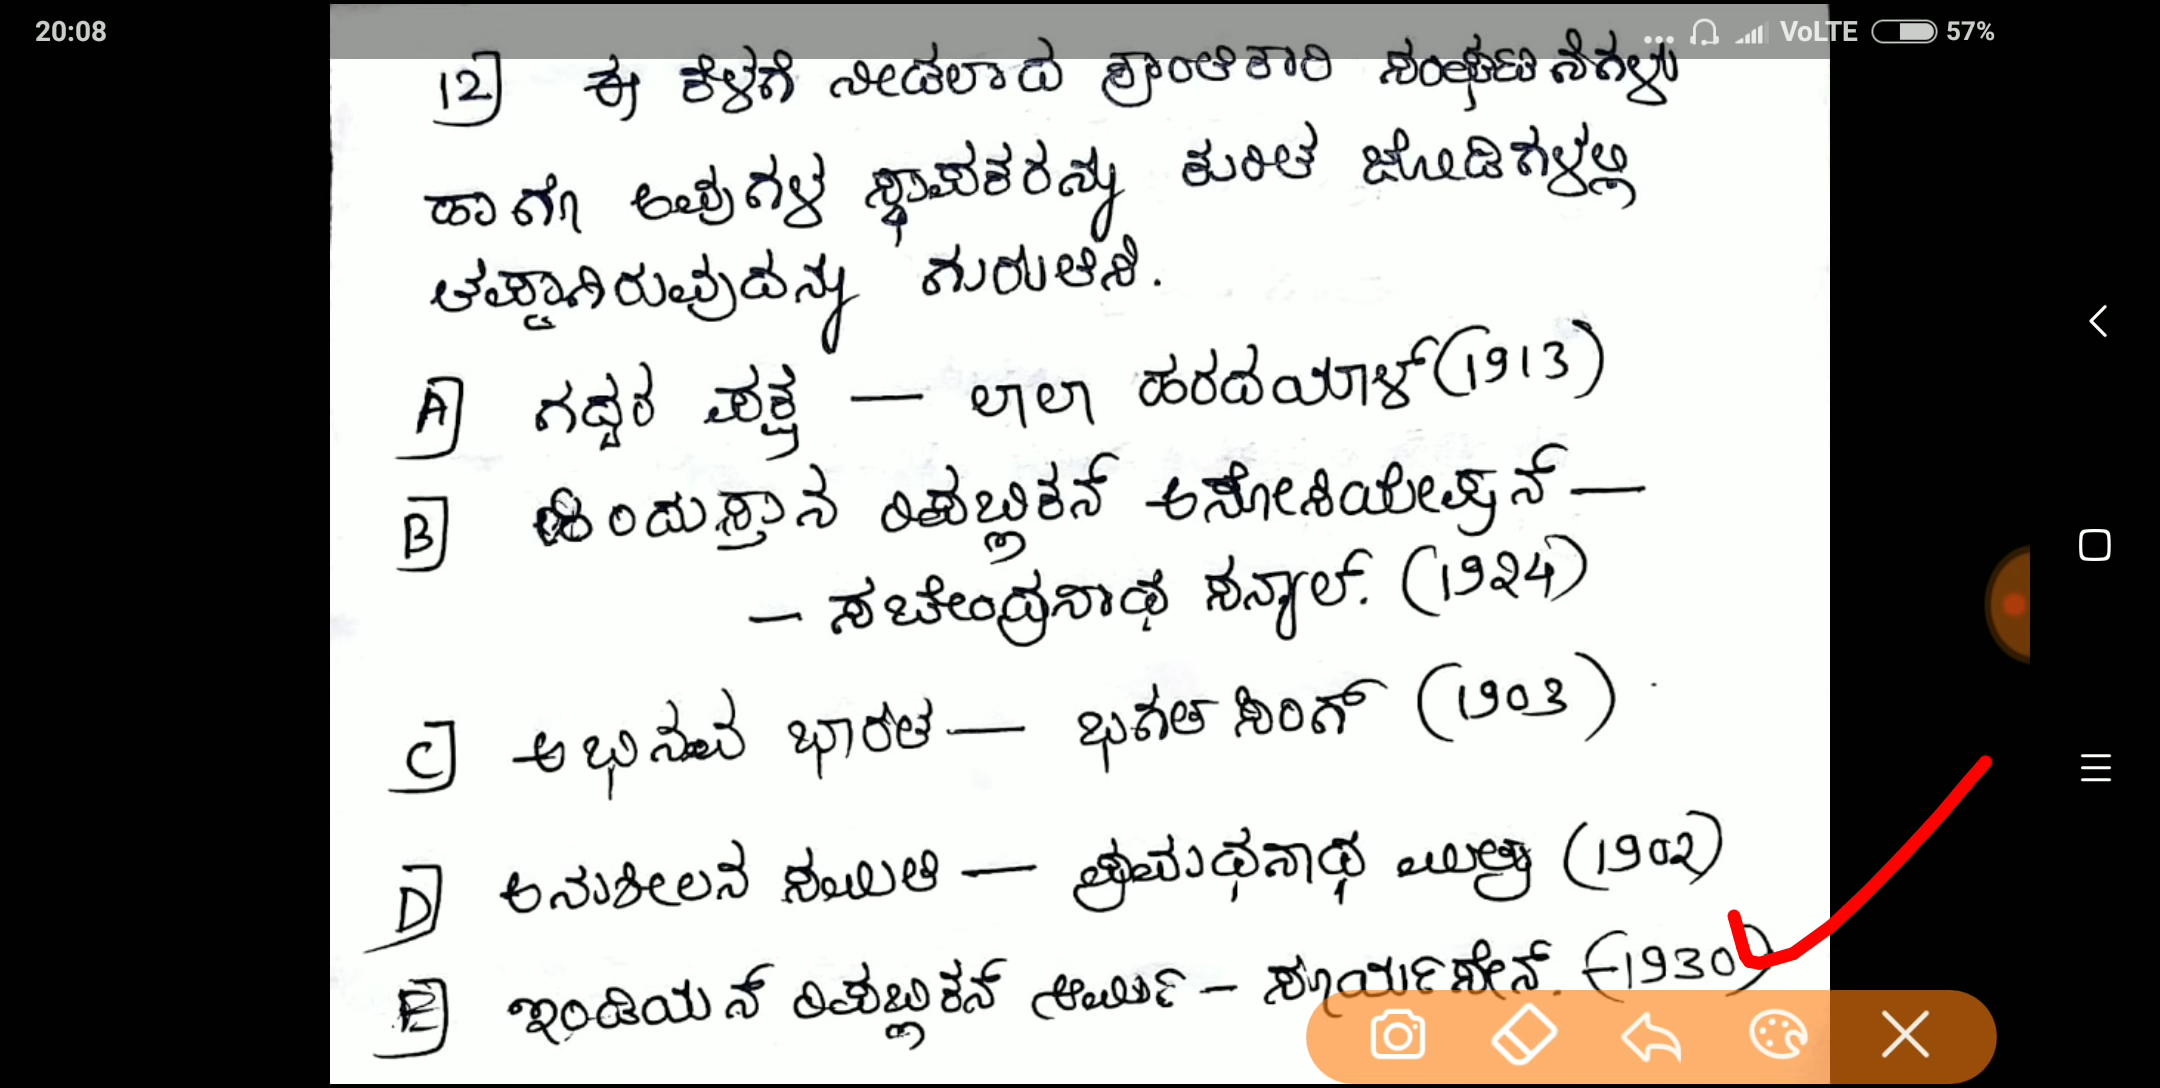 20:08
VoLTE 57%
12] ಈ ಕೆಳಗೆ ನೀಡಲಾದ ಕ್ರಾಂತಿಕಾರಿ ಸಂಘಟನೆಗಳು
ಹಾಗೇ ಅವುಗಳ ಸ್ಥಾಪಕರನ್ನು ಕುರಿತ ಜೋಡಿಗಳಲ್ಲಿ
ತಪ್ಪಾಗಿರುವುದನ್ನು ಗುರುತಿಸಿ.
A] ಗದ್ದರ ಪಕ್ಷ — ಲಾಲಾ ಹರದಯಾಳ್ (1913)
B] ಹಿಂದುಸ್ತಾನ ರಿಪಬ್ಲಿಕನ್ ಅಸೋಸಿಯೇಷನ್ —
— ಸಚೀಂದ್ರನಾಥ ಸನ್ಯಾಲ್. (1924)
C] ಅಭಿನವ ಭಾರತ — ಭಗತ ಸಿಂಗ್ (1903)
D] ಅನುಶೀಲನ ಸಮಿತಿ — ಪ್ರಮಥನಾಥ ಮಿತ್ರಾ (1902)
E] ಇಂಡಿಯನ್ ರಿಪಬ್ಲಿಕನ್ ಆರ್ಮಿ — ಸೂರ್ಯಸೇನ್. (1930)